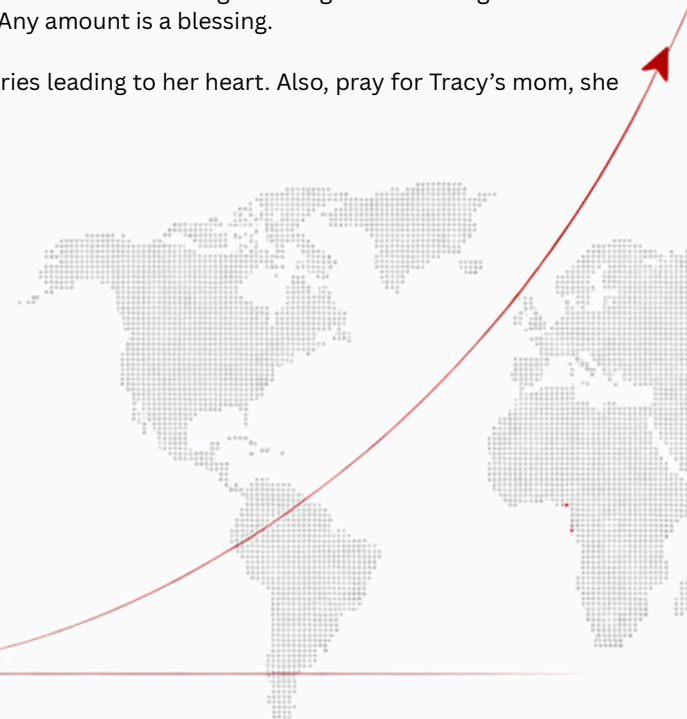 Any amount is a blessing.
ries leading to her heart. Also, pray for Tracy’s mom, she